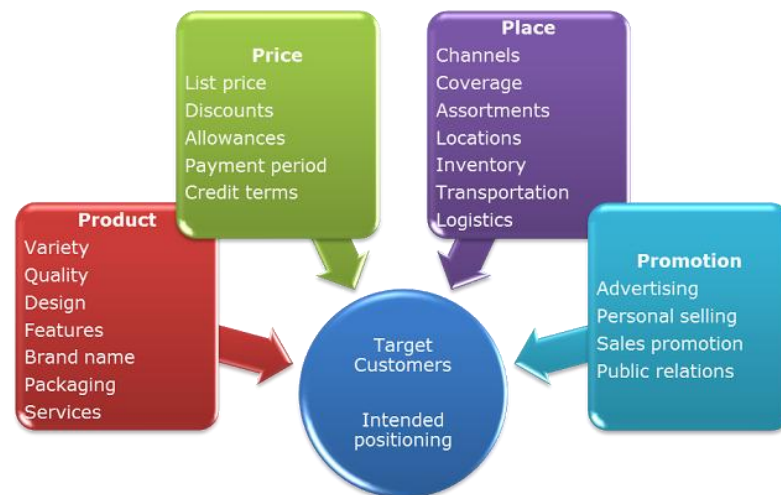 Product
Variety
Quality
Design
Features
Brand name
Packaging
Services
Price
List price
Discounts
Allowances
Payment period
Credit terms
Place
Channels
Coverage
Assortments
Locations
Inventory
Transportation
Logistics
Promotion
Advertising
Personal selling
Sales promotion
Public relations
Target
Customers
Intended
positioning